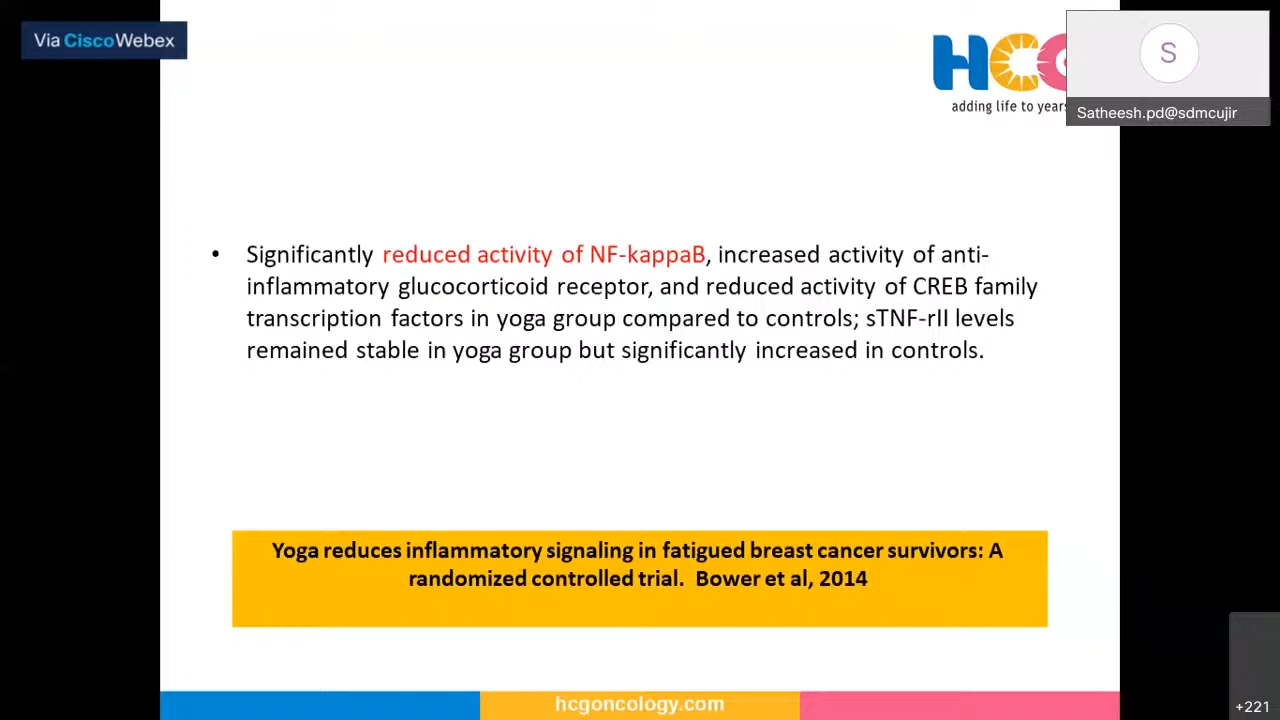 Via CiscoWebex
HCG
adding life to years
S
Satheesh.pd@sdmcujir
• Significantly reduced activity of NF-kappaB, increased activity of anti-
inflammatory glucocorticoid receptor, and reduced activity of CREB family
transcription factors in yoga group compared to controls; sTNF-rII levels
remained stable in yoga group but significantly increased in controls.
Yoga reduces inflammatory signaling in fatigued breast cancer survivors: A
randomized controlled trial. Bower et al, 2014
hcgoncology.com
+221